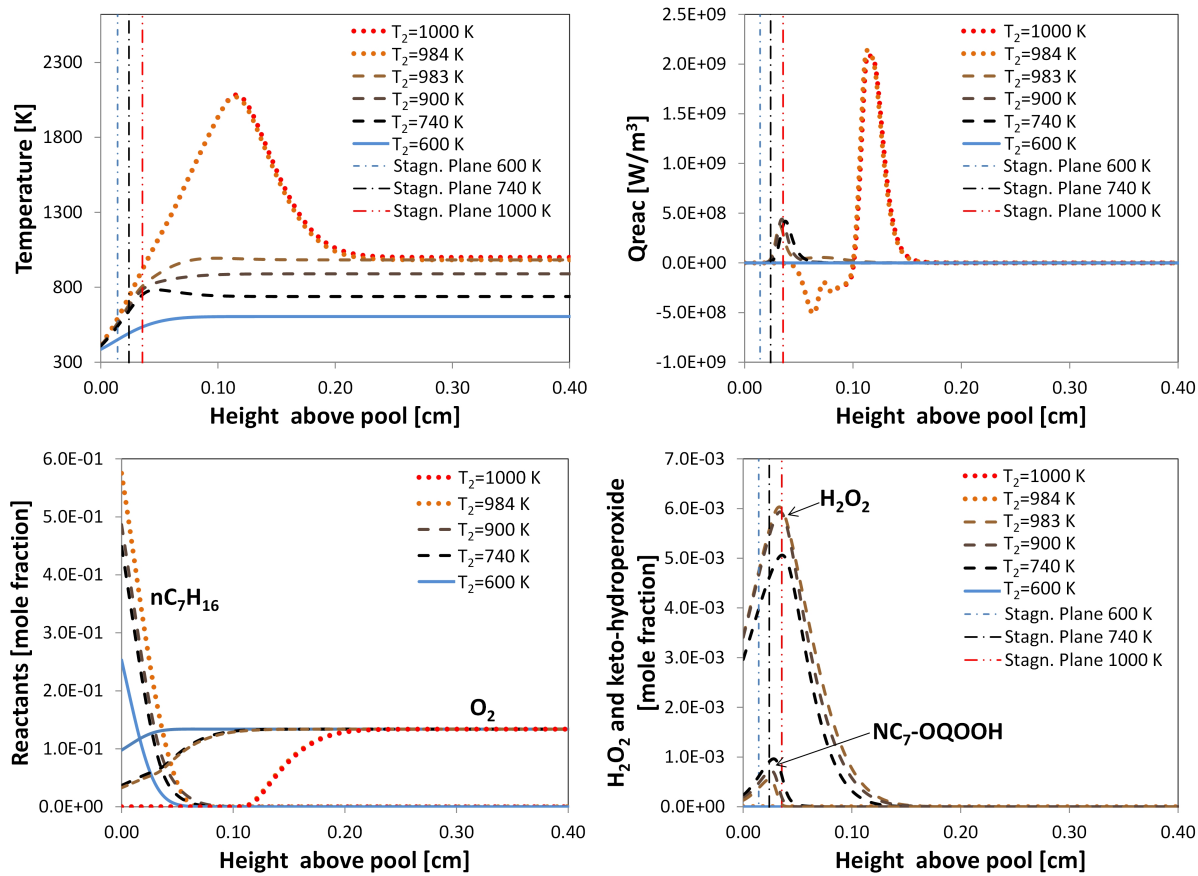 Temperature [K]
2300
1800
1300
800
300
0.00 0.10 0.20 0.30 0.40
Height above pool [cm]
T2=1000 K
T2=984 K
T2=983 K
T2=900 K
T2=740 K
T2=600 K
Stagn. Plane 600 K
Stagn. Plane 740 K
Stagn. Plane 1000 K
Qreac [W/m³]
2.5E+09
2.0E+09
1.5E+09
1.0E+09
5.0E+08
0.0E+00
-5.0E+08
-1.0E+09
0.00 0.10 0.20 0.30 0.40
Height above pool [cm]
T2=1000 K
T2=984 K
T2=983 K
T2=900 K
T2=740 K
T2=600 K
Stagn. Plane 600 K
Stagn. Plane 740 K
Stagn. Plane 1000 K
Reactants [mole fraction]
6.0E-01
5.0E-01
4.0E-01
3.0E-01
2.0E-01
1.0E-01
0.0E+00
0.00 0.10 0.20 0.30 0.40
Height above pool [cm]
T2=1000 K
T2=984 K
T2=900 K
T2=740 K
T2=600 K
nC7H16
O2
H2O2 and keto-hydroperoxide
[mole fraction]
7.0E-03
6.0E-03
5.0E-03
4.0E-03
3.0E-03
2.0E-03
1.0E-03
0.0E+00
0.00 0.10 0.20 0.30 0.40
Height above pool [cm]
T2=1000 K
T2=984 K
T2=983 K
T2=900 K
T2=740 K
T2=600 K
Stagn. Plane 600 K
Stagn. Plane 740 K
Stagn. Plane 1000 K
H2O2
NC7-OQOOH